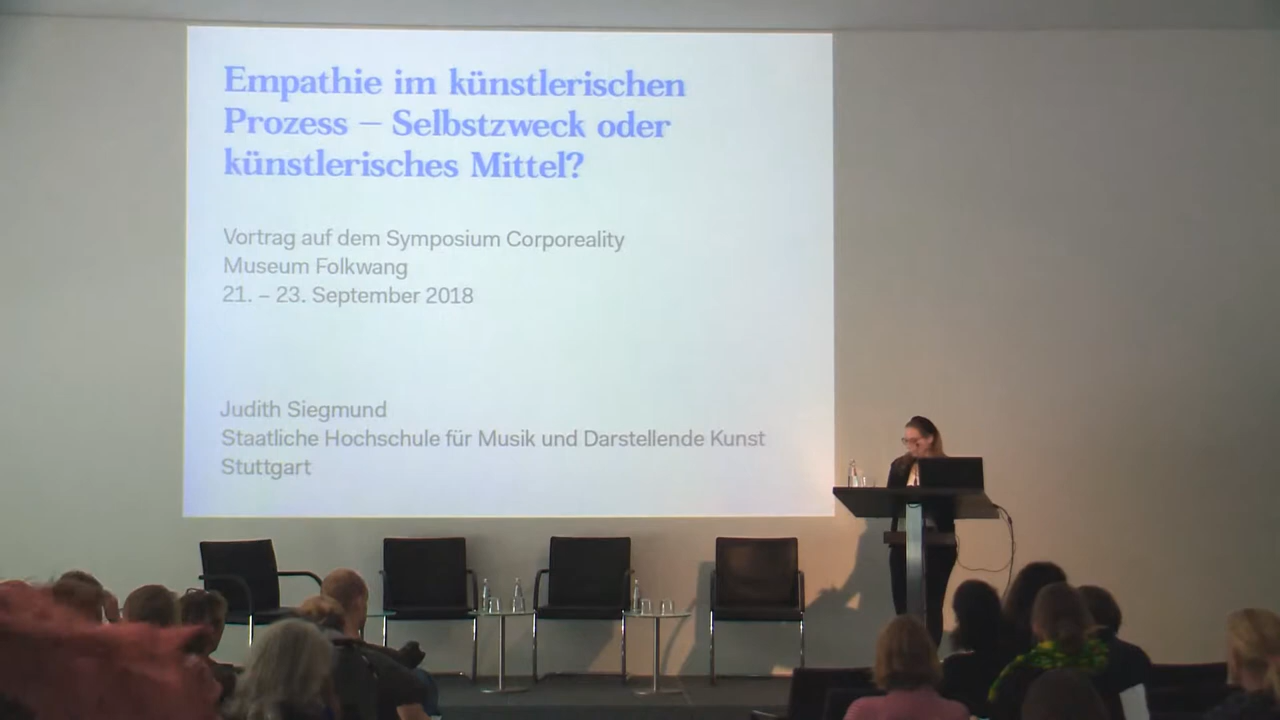 Empathie im künstlerischen
Prozess – Selbstzweck oder
künstlerisches Mittel?
Vortrag auf dem Symposium Corporeality
Museum Folkwang
21. – 23. September 2018
Judith Siegmund
Staatliche Hochschule für Musik und Darstellende Kunst
Stuttgart